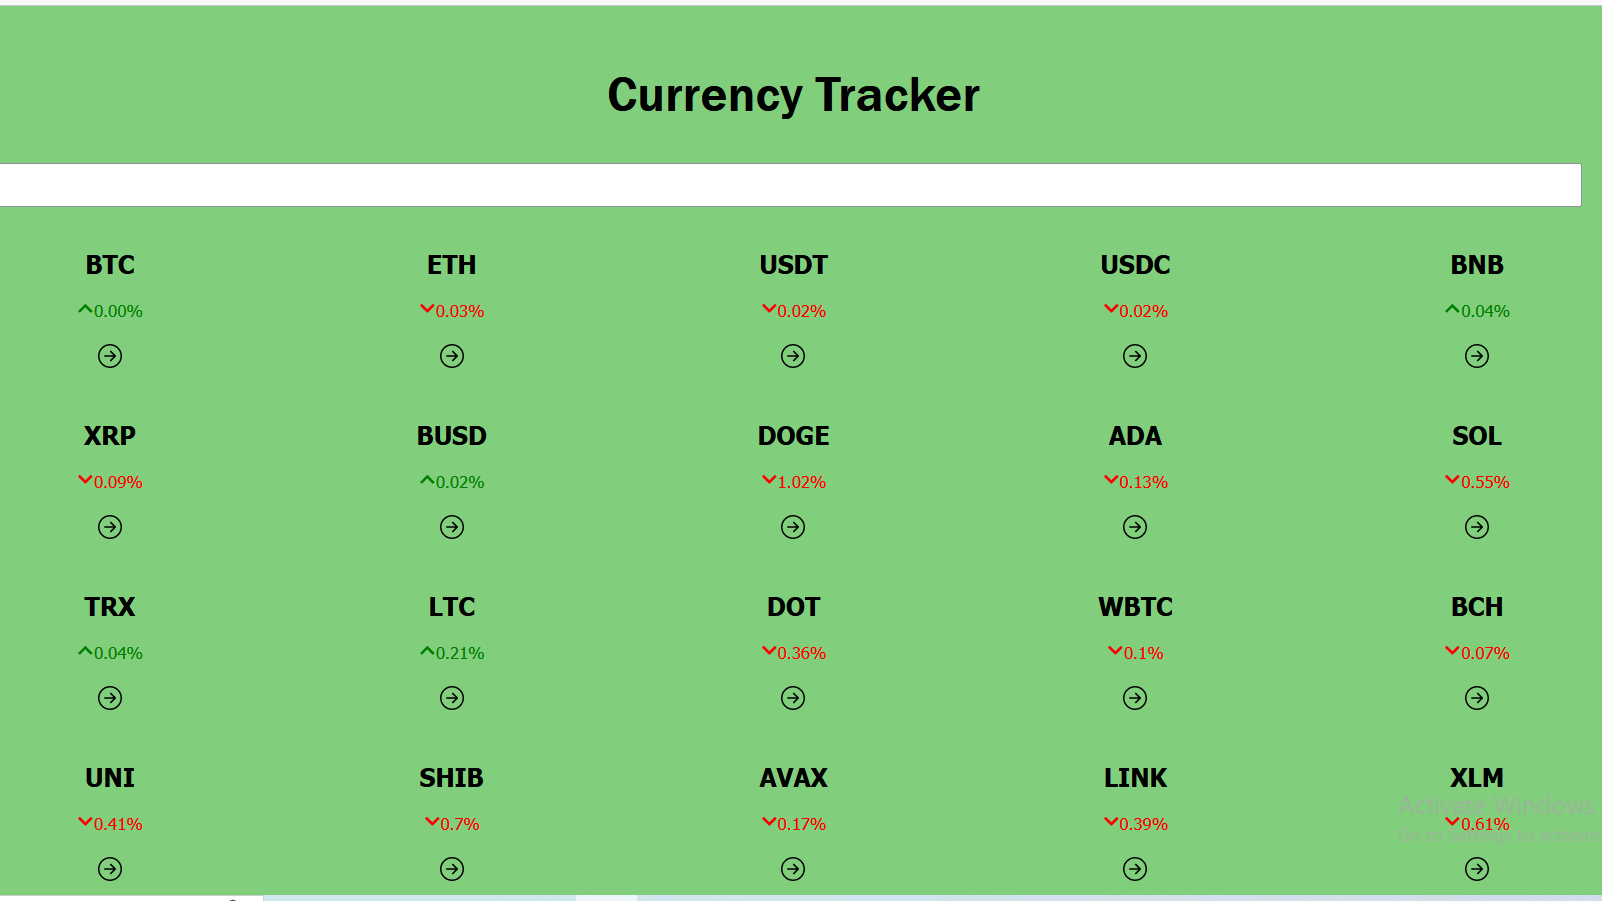 Currency Tracker
BTC ETH USDT USDC BNB
0.00% 0.03% 0.02% 0.02% 0.04%
XRP BUSD DOGE ADA SOL
0.09% 0.02% 1.02% 0.13% 0.55%
TRX LTC DOT WBTC BCH
0.04% 0.21% 0.36% 0.1% 0.07%
UNI SHIB AVAX LINK XLM
Activate Windows
0.41% 0.7% 0.17% 0.39% 0.61%
Go to Settings to activate